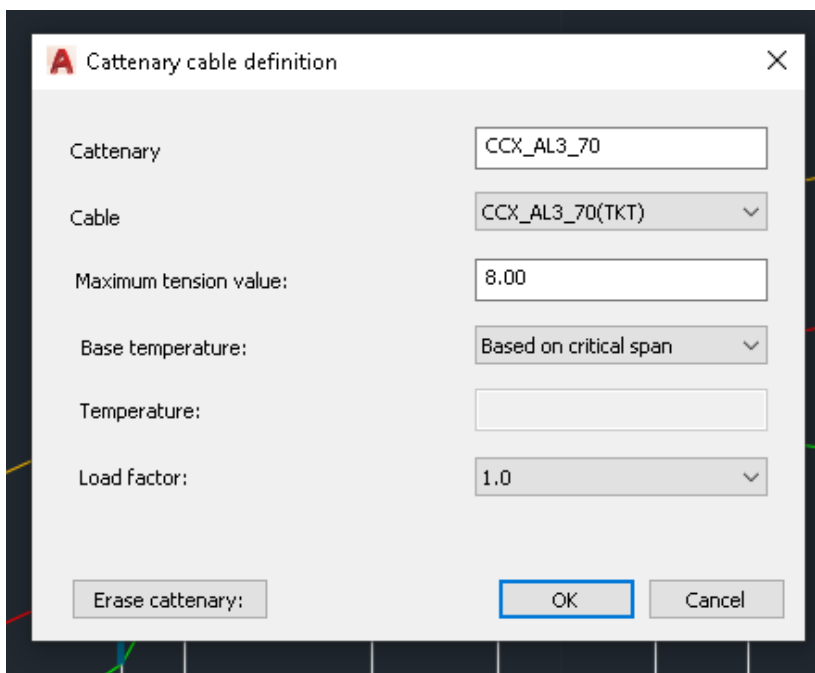 Cattenary cable definition
Cattenary
CCX_AL3_70
Cable
CCX_AL3_70(TKT)
Maximum tension value:
8.00
Base temperature:
Based on critical span
Temperature:
Load factor:
1.0
Erase cattenary:
OK
Cancel